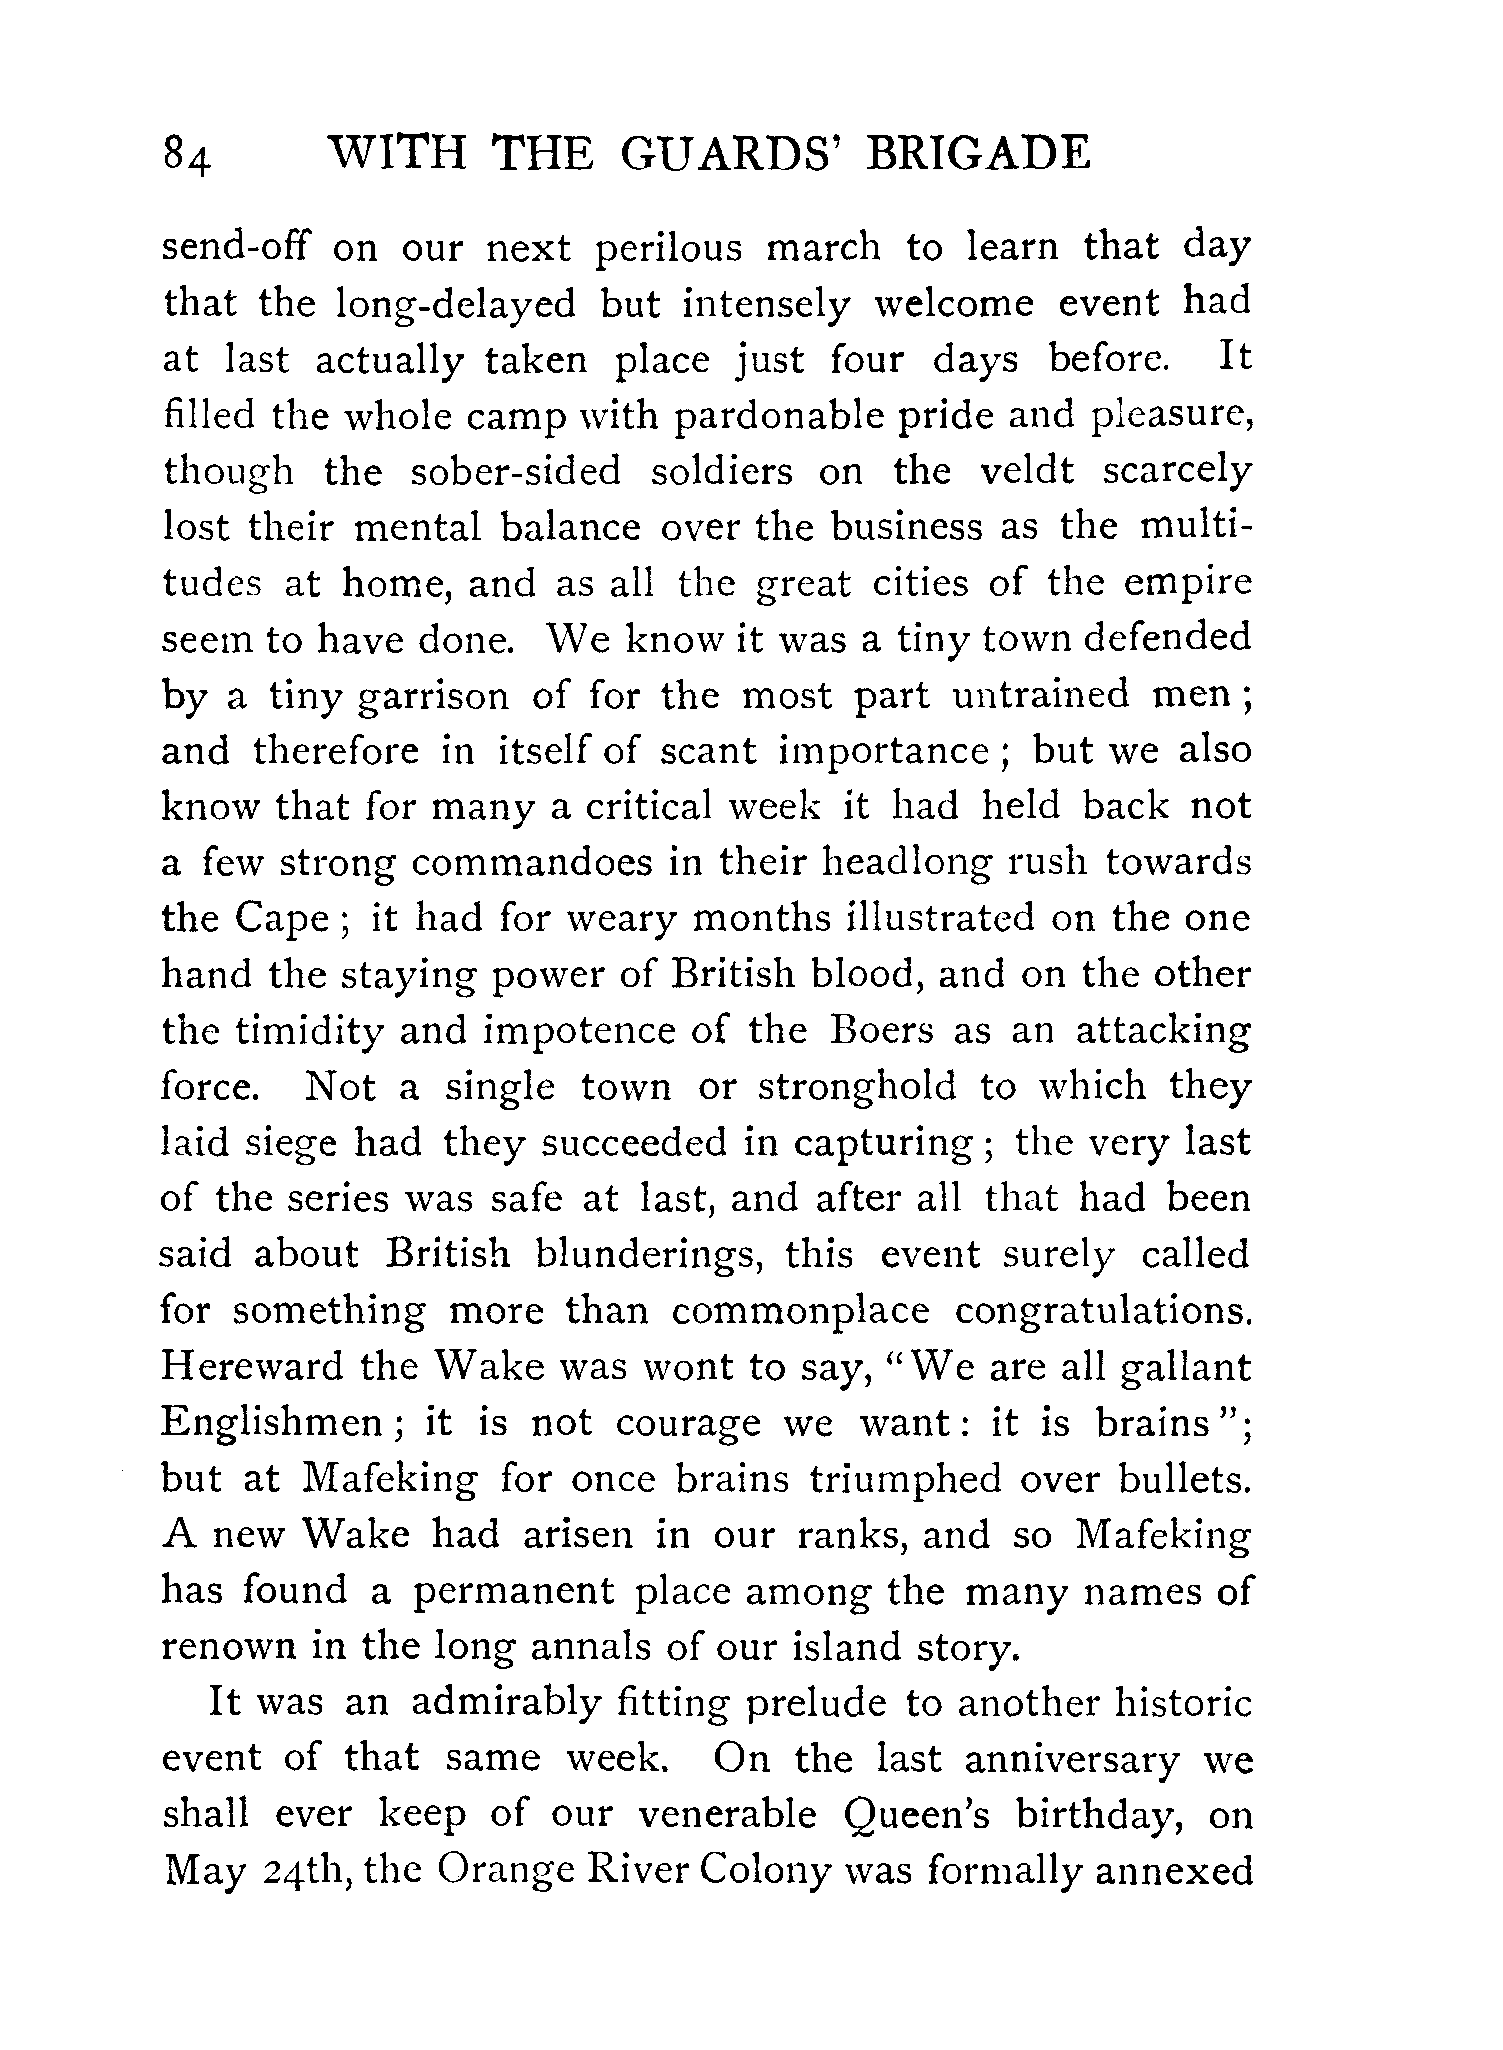 84 WITH THE GUARDS' BRIGADE
send-off on our next perilous march to learn that day
that the long-delayed but intensely welcome event had
at last actually taken place just four days before. It
filled the whole camp with pardonable pride and pleasure,
though the sober-sided soldiers on the veldt scarcely
lost their mental balance over the business as the multi-
tudes at home, and as all the great cities of the empire
seem to have done. We know it was a tiny town defended
by a tiny garrison of for the most part untrained men ;
and therefore in itself of scant importance ; but we also
know that for many a critical week it had held back not
a few strong commandoes in their headlong rush towards
the Cape ; it had for weary months illustrated on the one
hand the staying power of British blood, and on the other
the timidity and impotence of the Boers as an attacking
force. Not a single town or stronghold to which they
laid siege had they succeeded in capturing ; the very last
of the series was safe at last, and after all that had been
said about British blunderings, this event surely called
for something more than commonplace congratulations.
Hereward the Wake was wont to say, “We are all gallant
Englishmen ; it is not courage we want : it is brains”;
but at Mafeking for once brains triumphed over bullets.
A new Wake had arisen in our ranks, and so Mafeking
has found a permanent place among the many names of
renown in the long annals of our island story.
It was an admirably fitting prelude to another historic
event of that same week. On the last anniversary we
shall ever keep of our venerable Queen's birthday, on
May 24th, the Orange River Colony was formally annexed